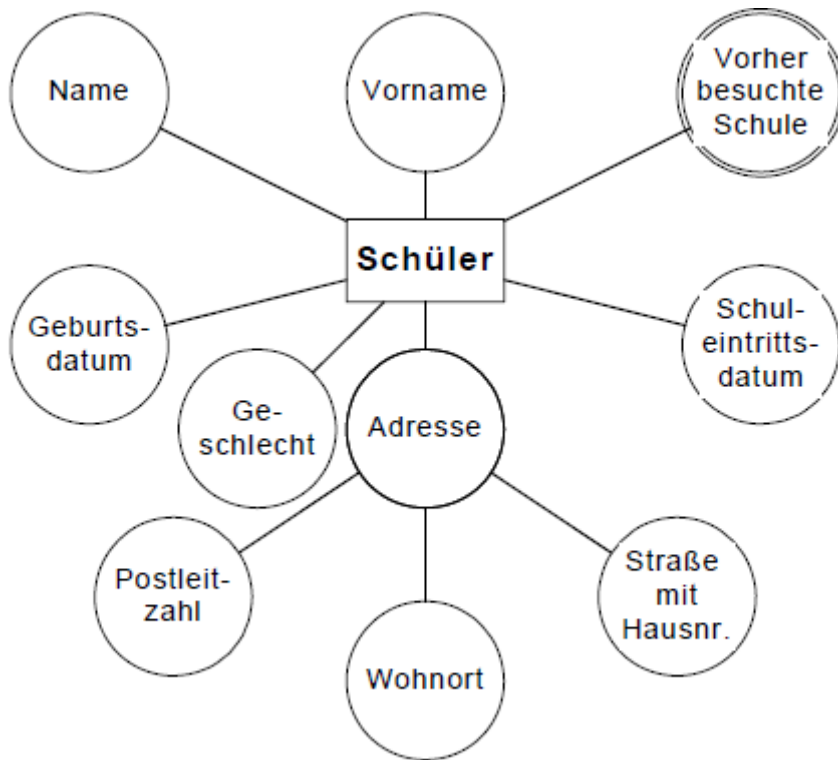 Name
Vorname
Vorher
besuchte
Schule
Schüler
Geburts-
datum
Schul-
eintritts-
datum
Ge-
schlecht
Adresse
Postleit-
zahl
Straße
mit
Hausnr.
Wohnort